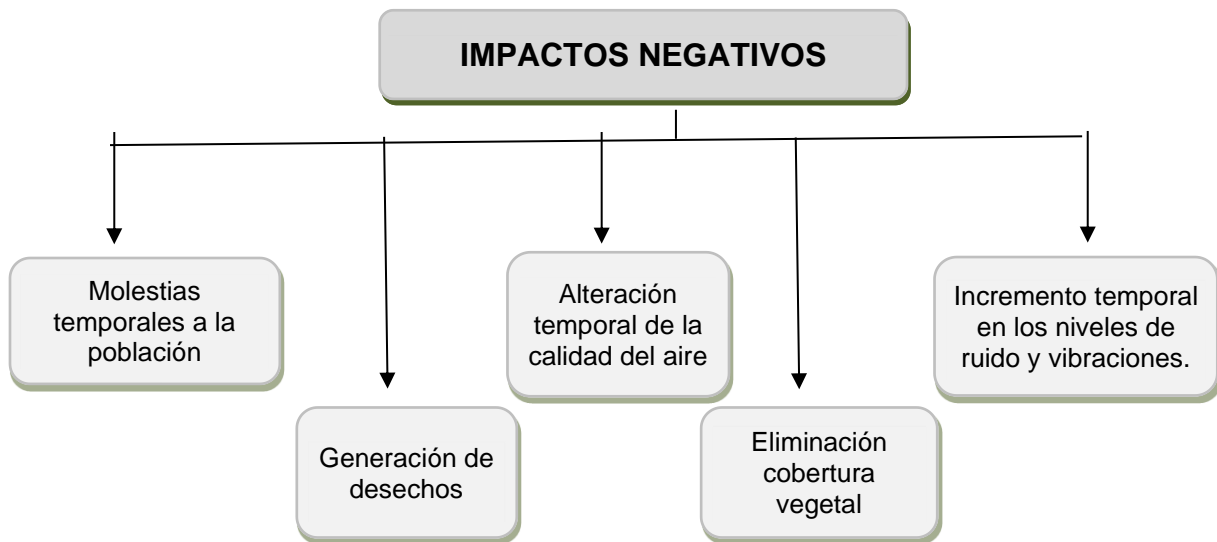 IMPACTOS NEGATIVOS
Molestias
temporales a la
población
Generación de
desechos
Alteración
temporal de la
calidad del aire
Eliminación
cobertura
vegetal
Incremento temporal
en los niveles de
ruido y vibraciones.